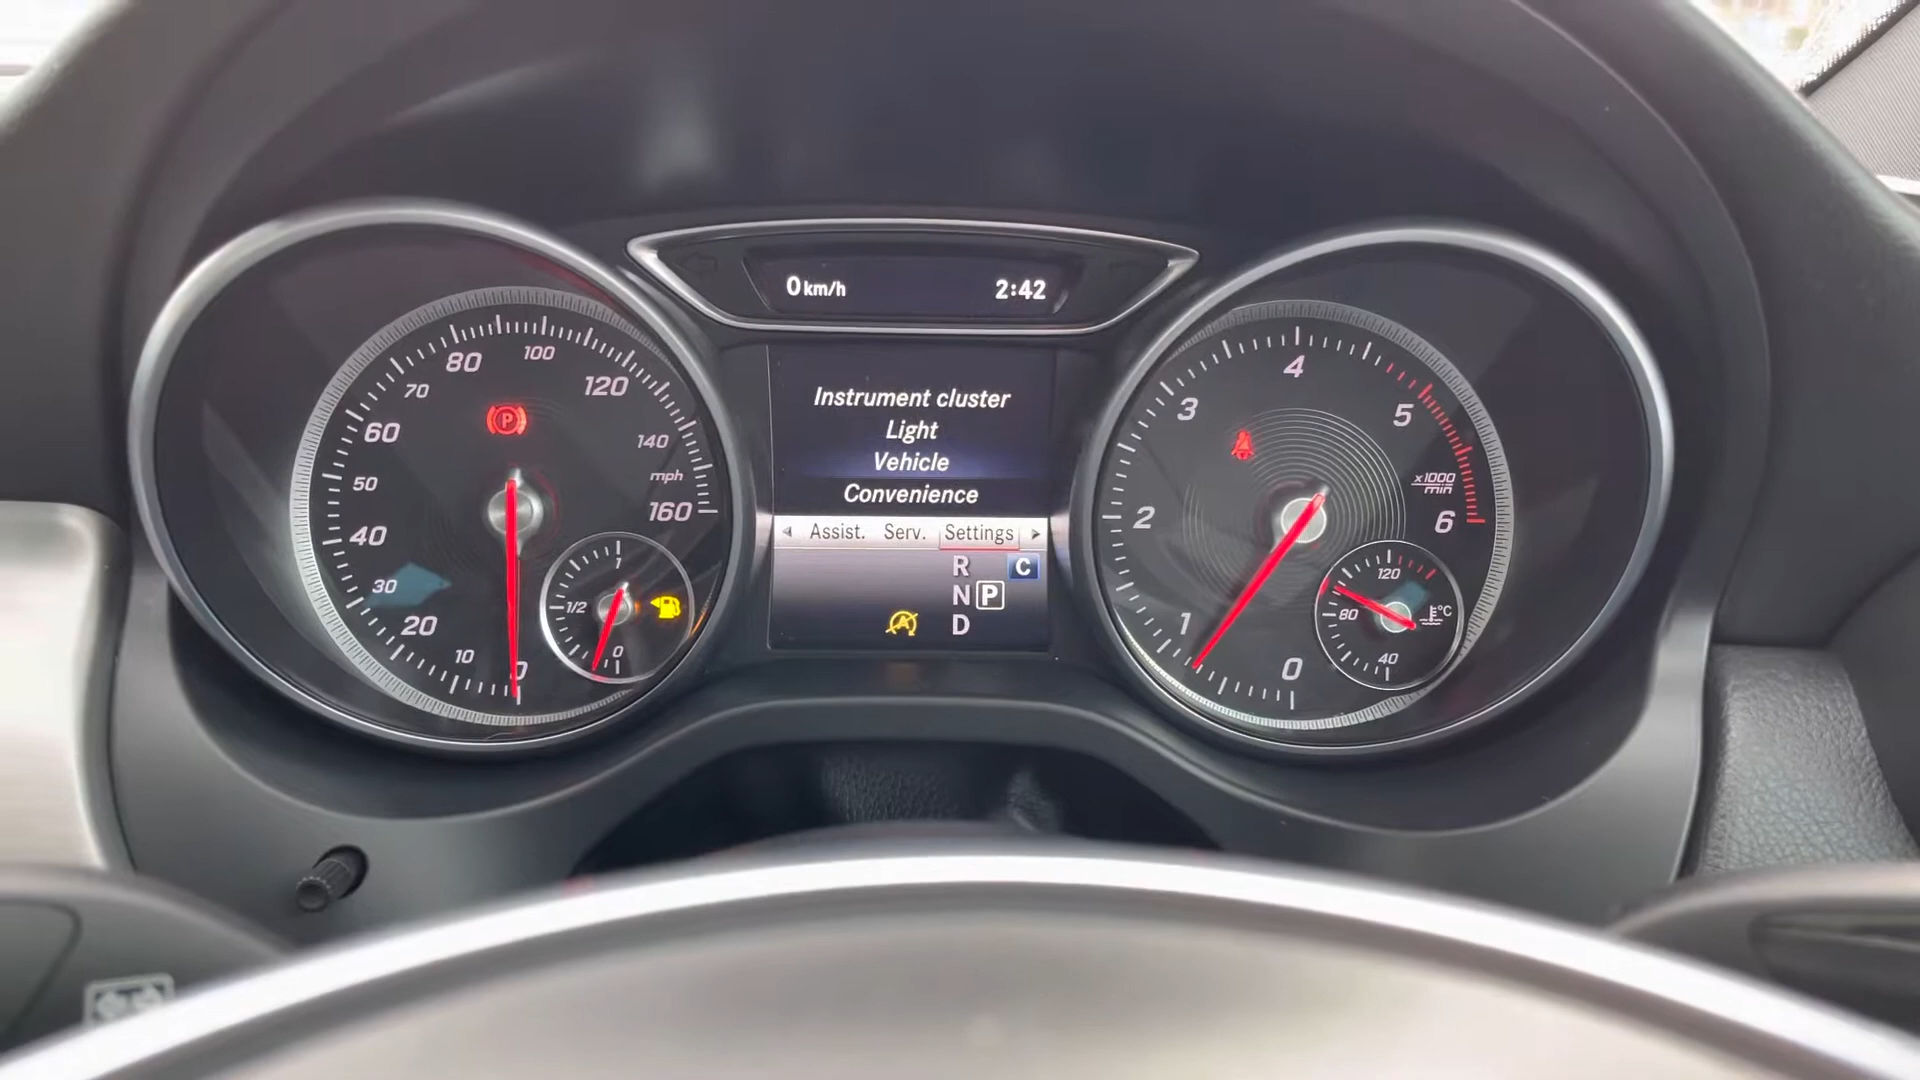 0 km/h 2:42
Instrument cluster
Light
Vehicle
Convenience
Assist. Serv. Settings
R C
N P
D
0
10
20
30
40
50
60
70
80
100
120
140
mph
160
P
1
1/2
0
0
1
2
3
4
5
x1000
min
6
120
80
°C
40
A